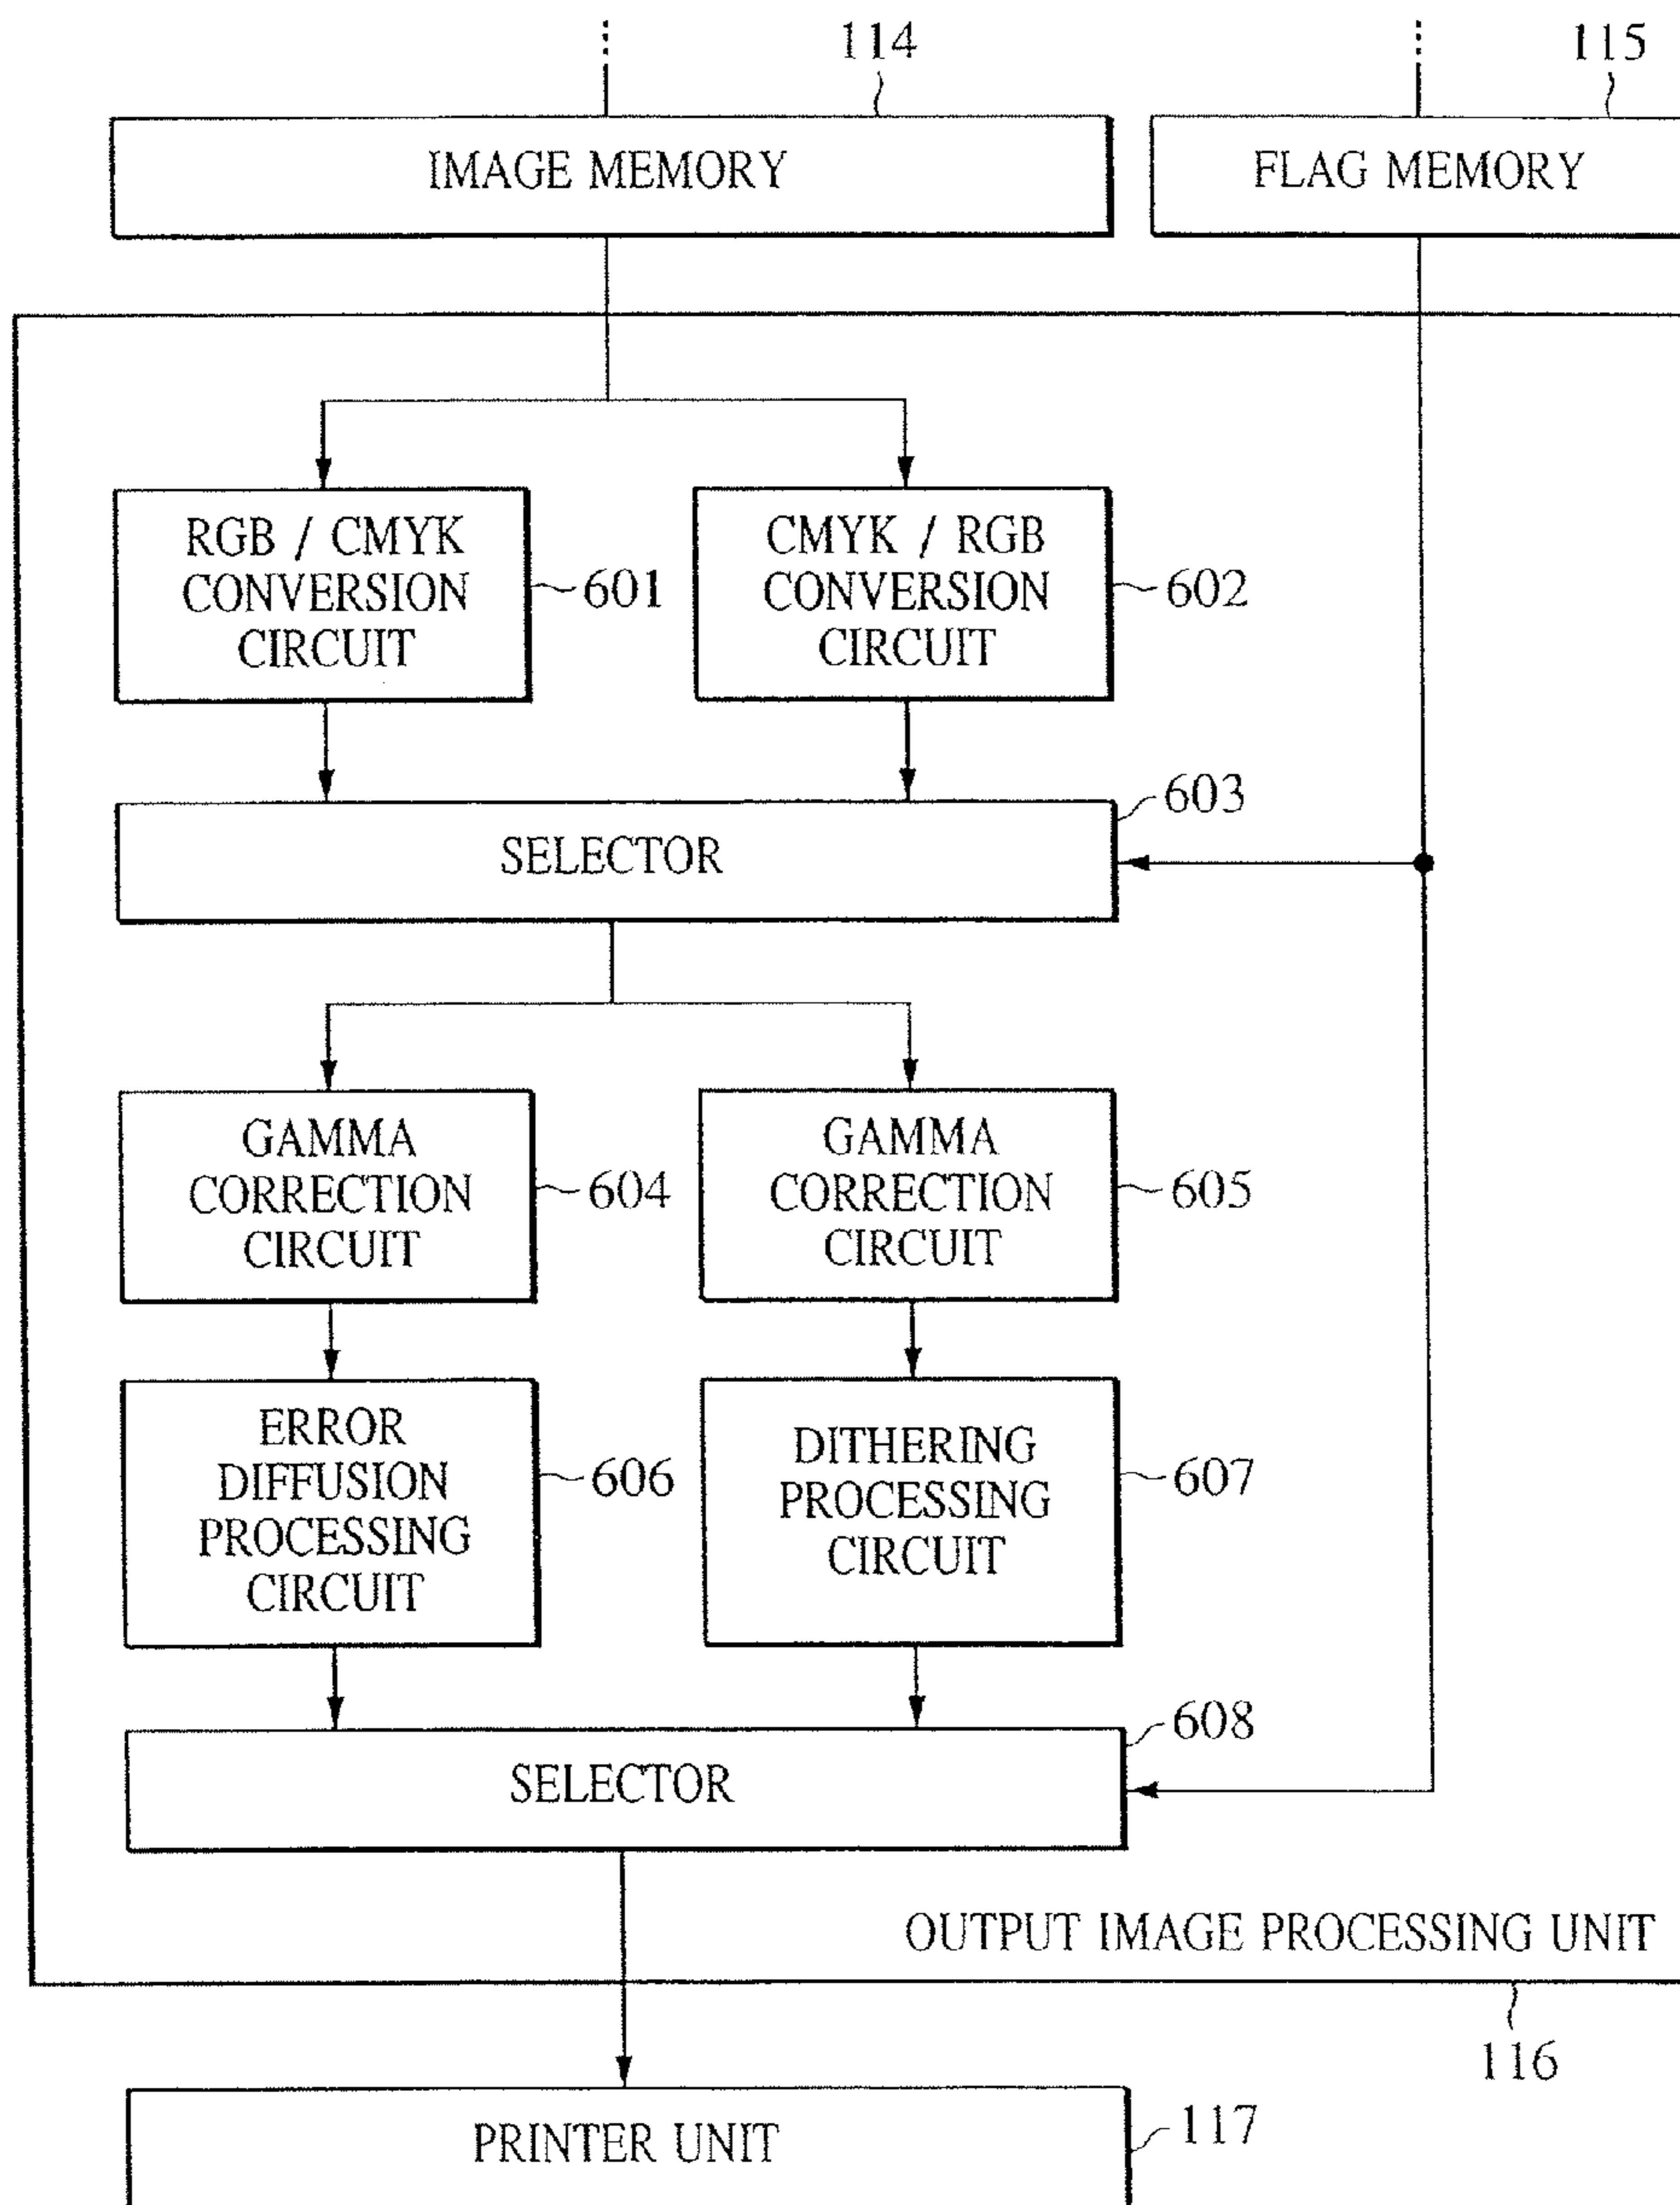 114
115
IMAGE MEMORY
FLAG MEMORY
RGB / CMYK
CONVERSION
CIRCUIT
601
CMYK / RGB
CONVERSION
CIRCUIT
602
603
SELECTOR
GAMMA
CORRECTION
CIRCUIT
604
GAMMA
CORRECTION
CIRCUIT
605
ERROR
DIFFUSION
PROCESSING
CIRCUIT
606
DITHERING
PROCESSING
CIRCUIT
607
608
SELECTOR
OUTPUT IMAGE PROCESSING UNIT
116
PRINTER UNIT
117